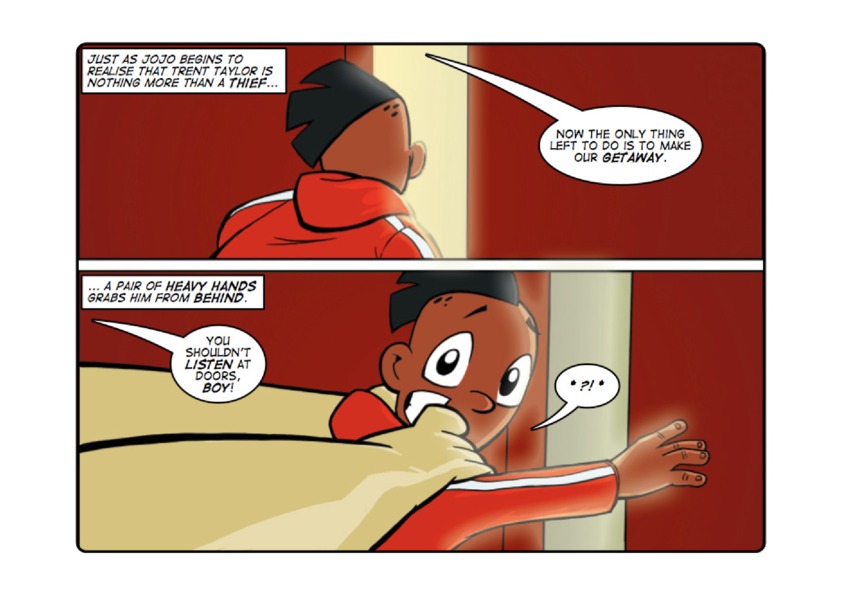 JUST AS JOJO BEGINS TO
REALISE THAT TRENT TAYLOR IS
NOTHING MORE THAN A THIEF...
NOW THE ONLY THING
LEFT TO DO IS TO MAKE
OUR GETAWAY.
... A PAIR OF HEAVY HANDS
GRABS HIM FROM BEHIND.
YOU
SHOULDN'T
LISTEN AT
DOORS,
BOY!
* ?! *